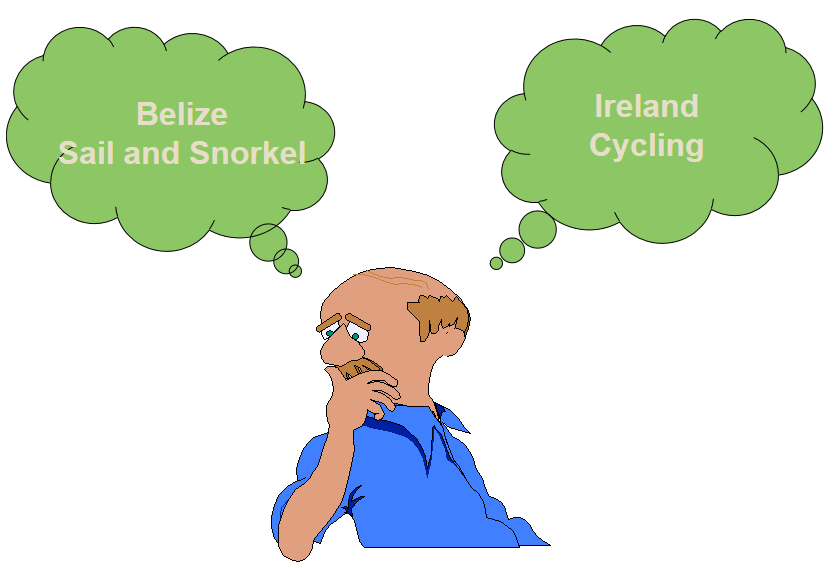 Belize
Sail and Snorkel
Ireland
Cycling